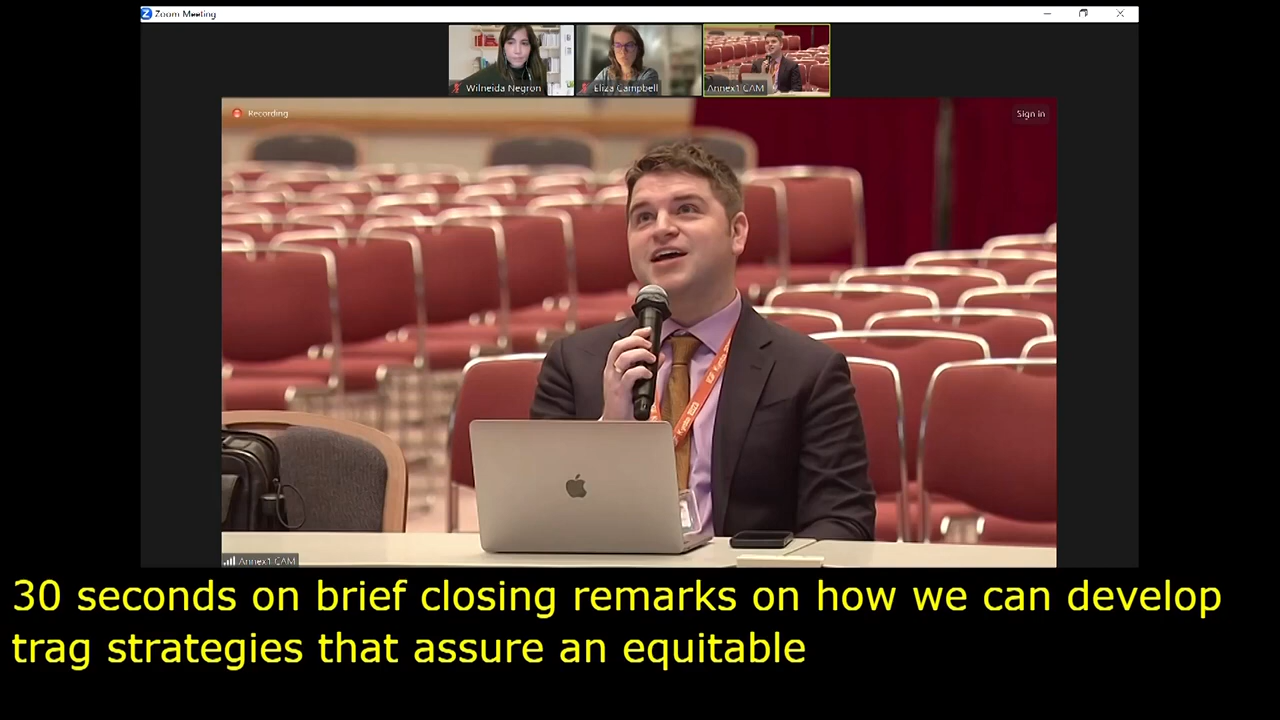 Zoom Meeting
Wilneida Negron
Eliza Campbell
Annex1 CAM
Recording
Sign in
Annex1 CAM
30 seconds on brief closing remarks on how we can develop
trag strategies that assure an equitable